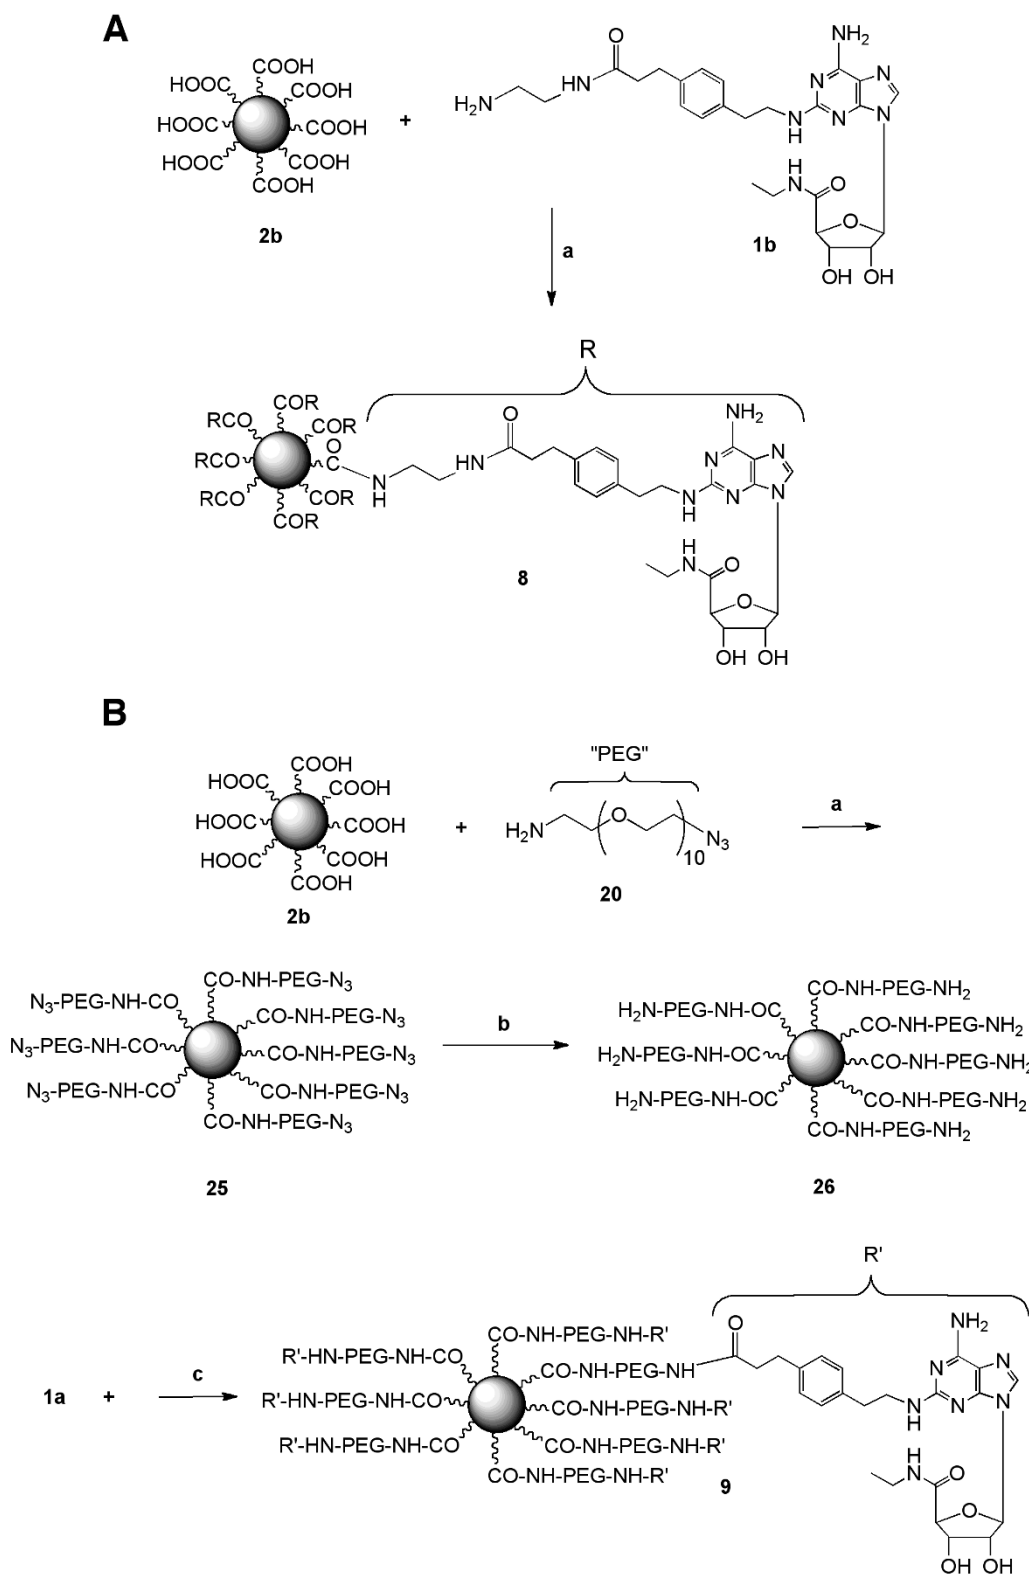 A
COOH
HOOC
COOH
HOOC
COOH
HOOC
COOH
COOH
2b
+
H2N
NH
O
N
H
NH2
N
N
N
N
H
N
O
O
OH
OH
1b
a
R
COR
RCO
COR
RCO
O
RCO
COR
COR
N
H
NH
O
N
H
NH2
N
N
N
N
H
N
O
O
OH
OH
8
B
COOH
HOOC
COOH
HOOC
COOH
HOOC
COOH
COOH
2b
+
"PEG"
H2N
O
10
N3
20
a
CO-NH-PEG-N3
N3-PEG-NH-CO
CO-NH-PEG-N3
N3-PEG-NH-CO
CO-NH-PEG-N3
N3-PEG-NH-CO
CO-NH-PEG-N3
CO-NH-PEG-N3
25
b
CO-NH-PEG-NH2
H2N-PEG-NH-OC
CO-NH-PEG-NH2
H2N-PEG-NH-OC
CO-NH-PEG-NH2
H2N-PEG-NH-OC
CO-NH-PEG-NH2
CO-NH-PEG-NH2
26
1a
+
c
CO-NH-PEG-NH-R'
R'-HN-PEG-NH-CO
CO-NH-PEG-NH
R'-HN-PEG-NH-CO
CO-NH-PEG-NH-R'
R'-HN-PEG-NH-CO
CO-NH-PEG-NH-R'
CO-NH-PEG-NH-R'
R'
O
N
H
NH2
N
N
N
N
H
N
O
O
OH
OH
9